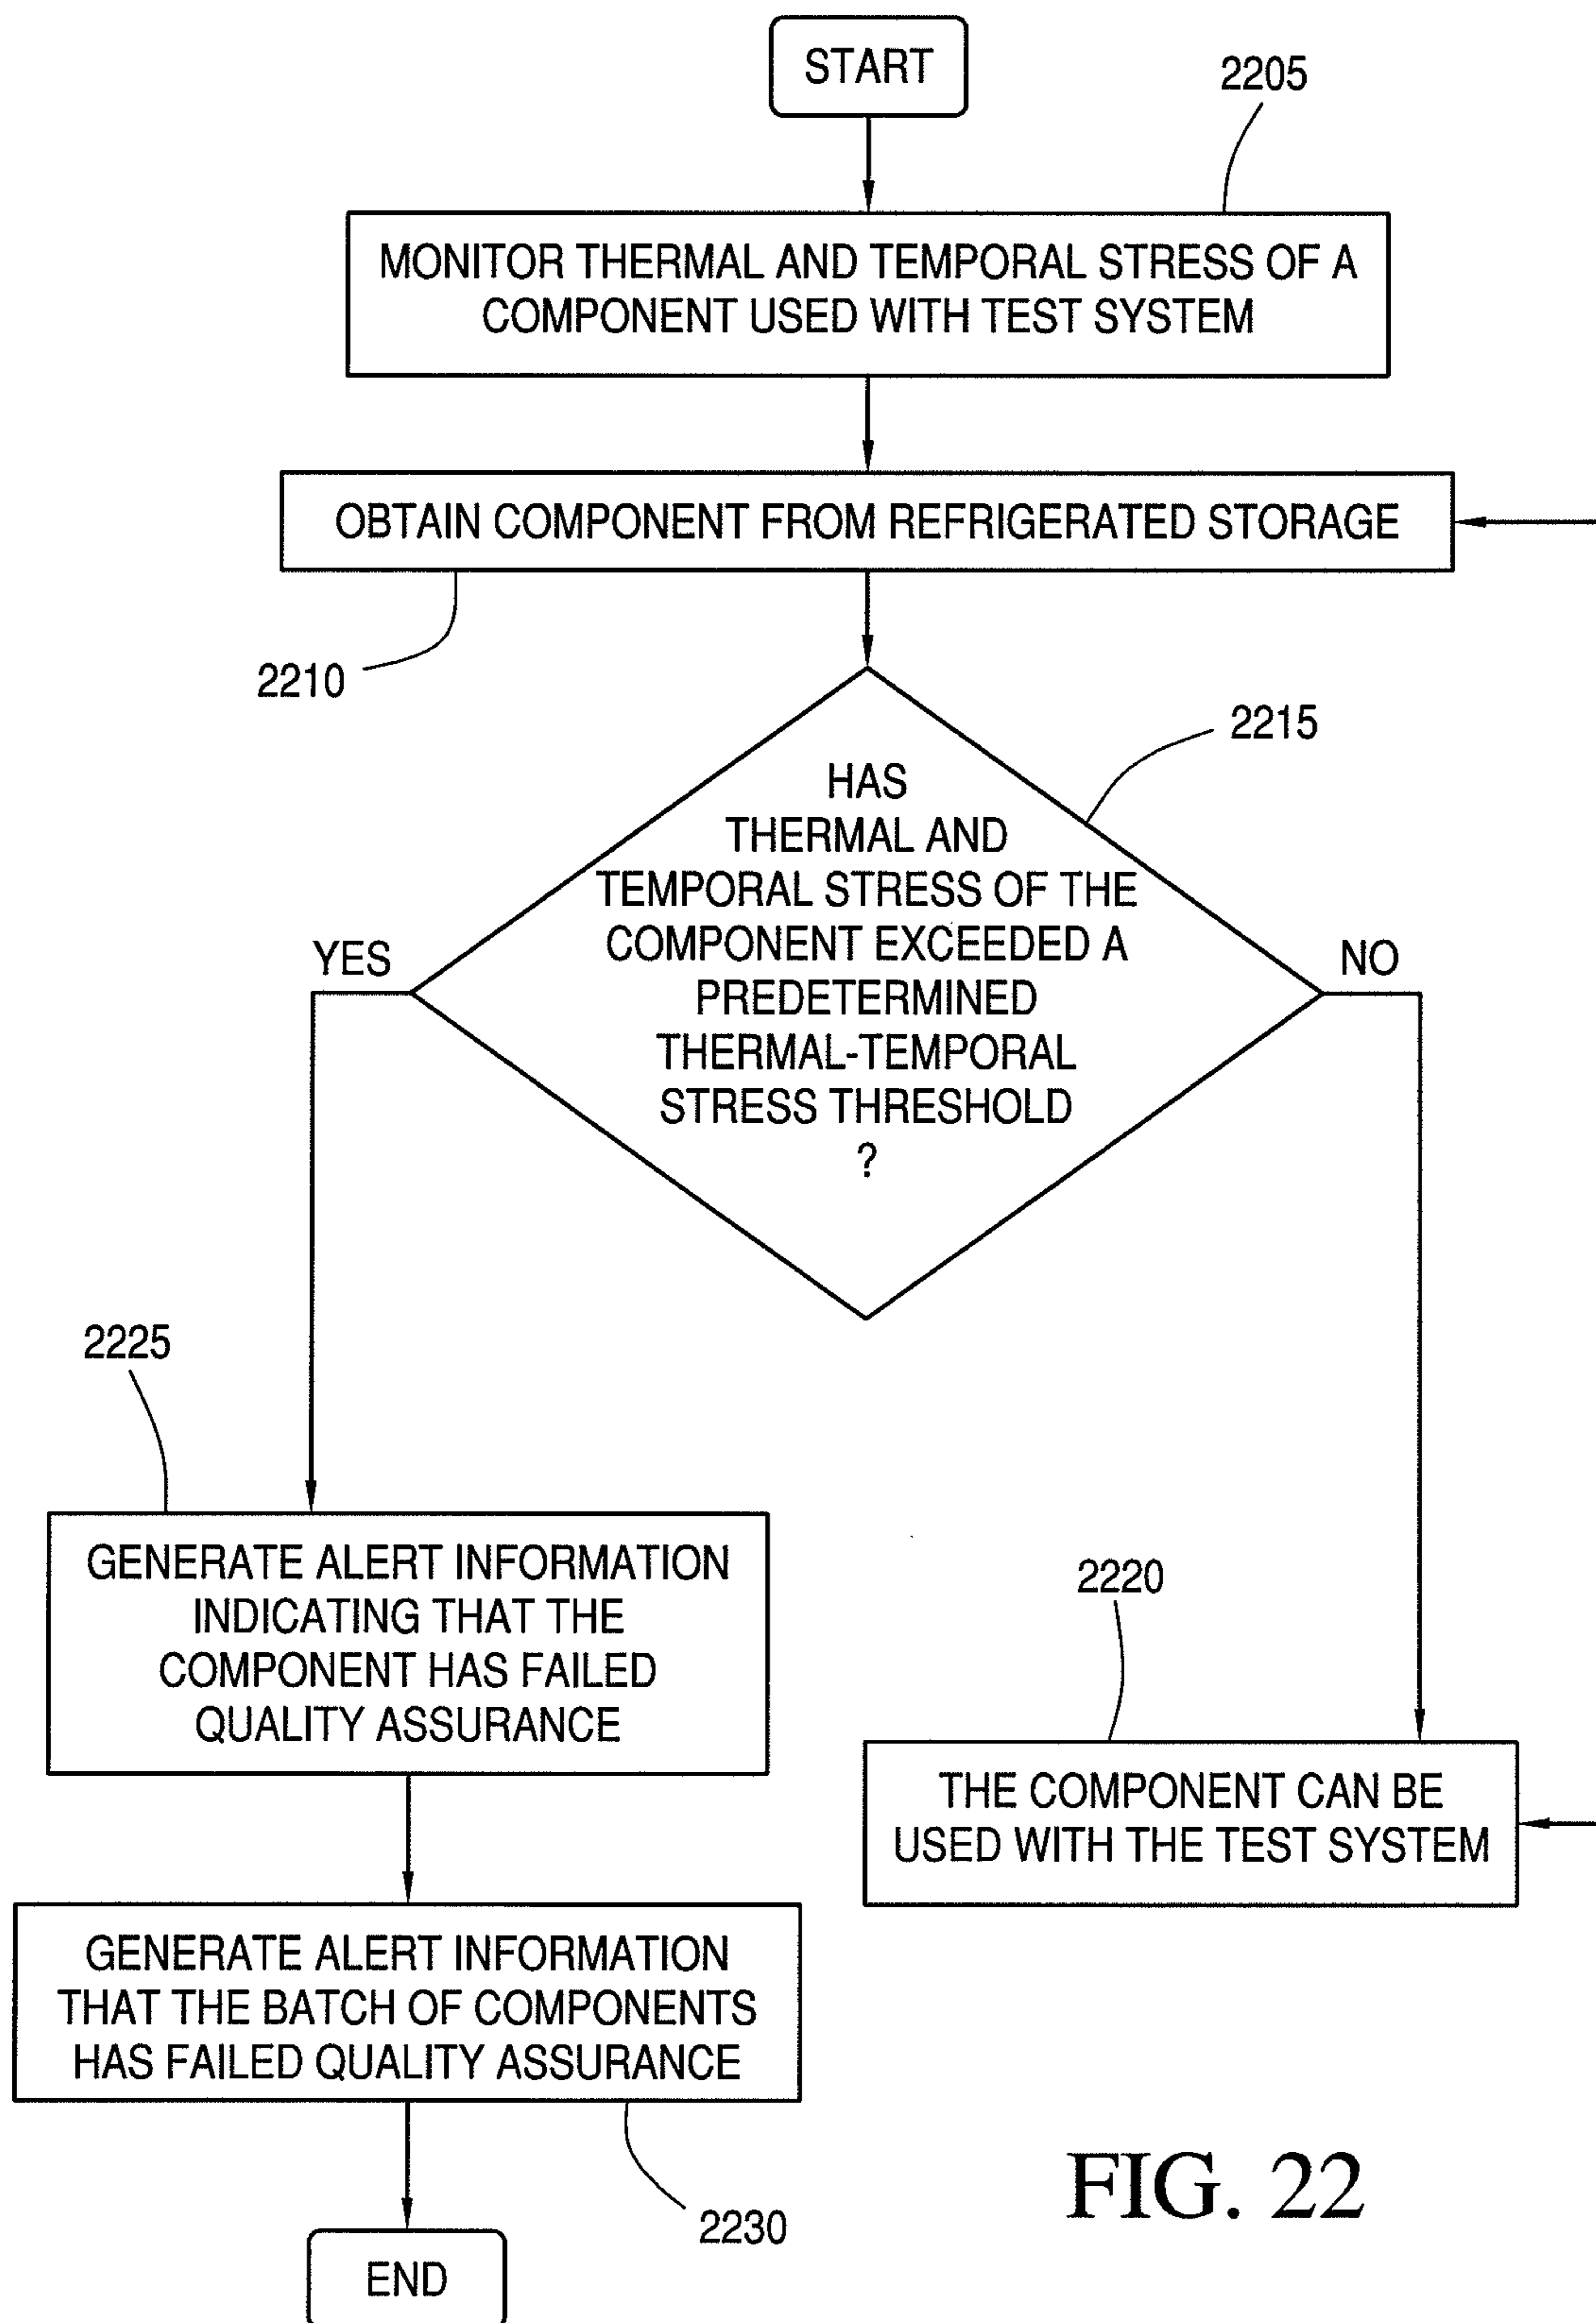 START
2205
MONITOR THERMAL AND TEMPORAL STRESS OF A
COMPONENT USED WITH TEST SYSTEM
OBTAIN COMPONENT FROM REFRIGERATED STORAGE
2210
2215
HAS
THERMAL AND
TEMPORAL STRESS OF THE
COMPONENT EXCEEDED A
PREDETERMINED
THERMAL-TEMPORAL
STRESS THRESHOLD
?
YES
NO
2225
GENERATE ALERT INFORMATION
INDICATING THAT THE
COMPONENT HAS FAILED
QUALITY ASSURANCE
2220
THE COMPONENT CAN BE
USED WITH THE TEST SYSTEM
GENERATE ALERT INFORMATION
THAT THE BATCH OF COMPONENTS
HAS FAILED QUALITY ASSURANCE
2230
END
FIG. 22